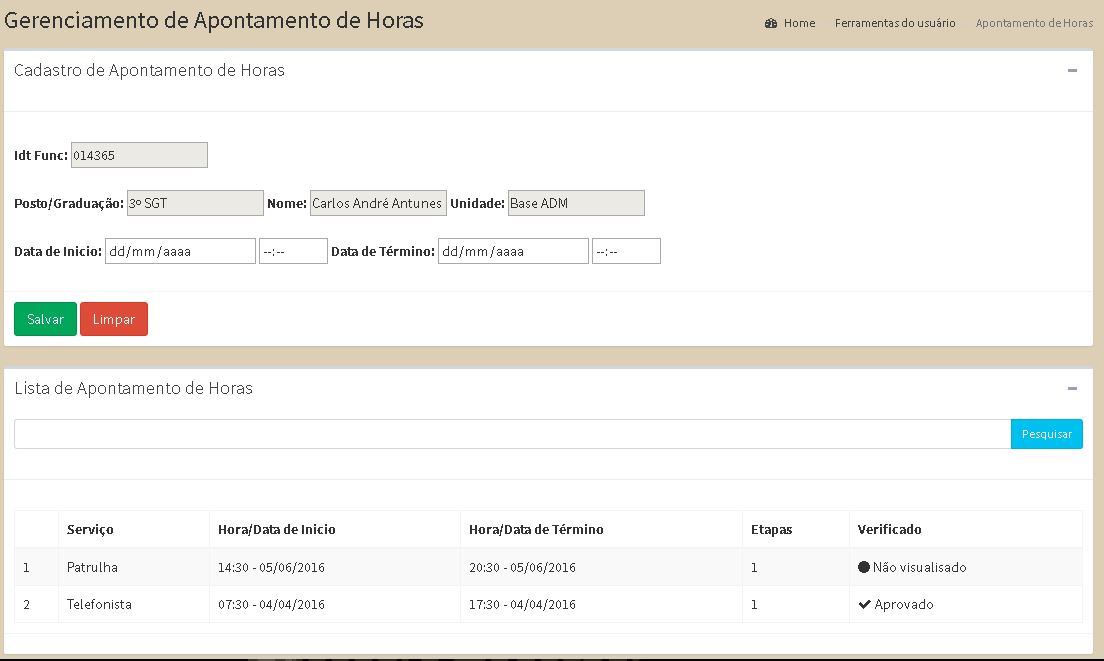 Gerenciamento de Apontamento de Horas
Home Ferramentas do usuário Apontamento de Horas
Cadastro de Apontamento de Horas
Idt Func: 014365
Posto/Graduação: 3º SGT Nome: Carlos André Antunes Unidade: Base ADM
Data de Inicio: dd/mm/aaaa --:-- Data de Término: dd/mm/aaaa --:--
Salvar Limpar
Lista de Apontamento de Horas
Pesquisar
Serviço Hora/Data de Inicio Hora/Data de Término Etapas Verificado
1 Patrulha 14:30 - 05/06/2016 20:30 - 05/06/2016 1 Não visualisado
2 Telefonista 07:30 - 04/04/2016 17:30 - 04/04/2016 1 Aprovado